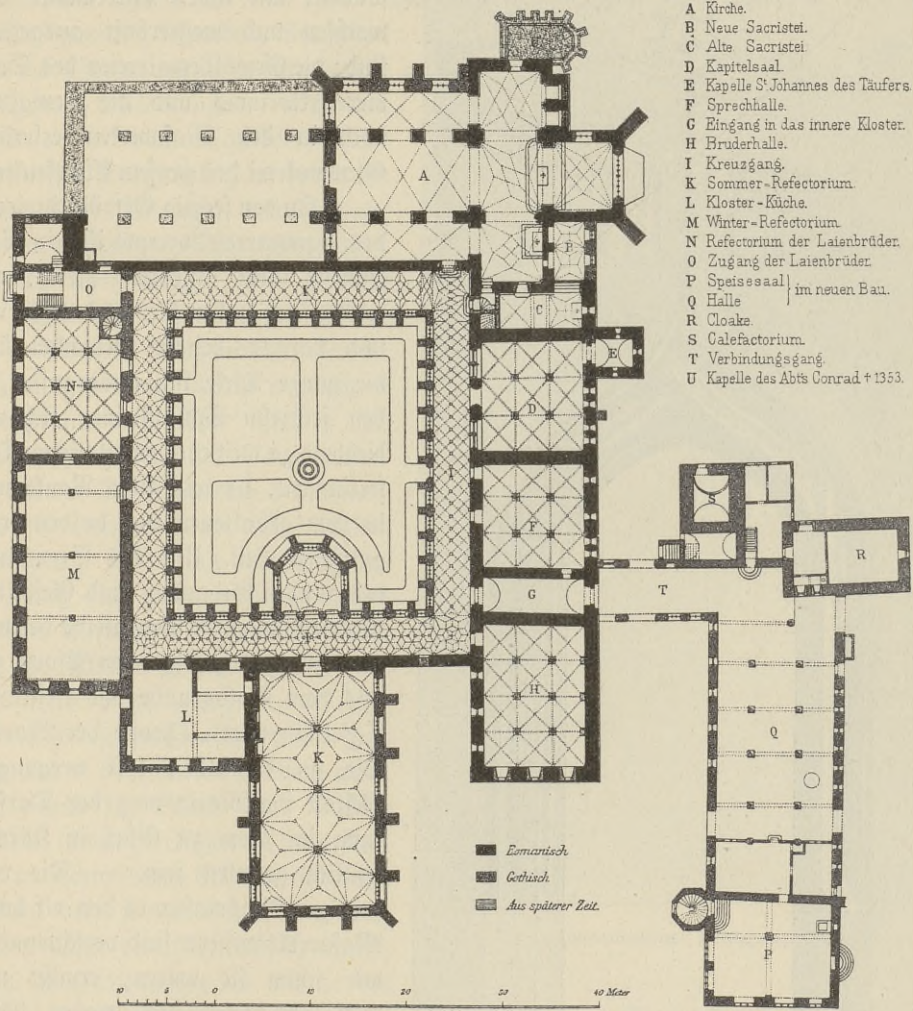 A Kirche.
B Neue Sacristei.
C Alte Sacristei
D Kapitelsaal.
E Kapelle St. Johannes des Täufers.
F Sprechhalle.
G Eingang in das innere Kloster.
H Bruderhalle.
I Kreuzgang.
K Sommer=Refectorium.
L Kloster=Küche.
M Winter=Refectorium.
N Refectorium der Laienbrüder.
O Zugang der Laienbrüder.
P Speisesaal } im neuen Bau.
Q Halle
R Cloake.
S Calefactorium.
T Verbindungsgang.
U Kapelle des Abts Conrad † 1353.
U
A
B
O
I
C
E
N
D
I
I
S
F
R
M
G
T
I
H
L
Q
K
Romanisch
Gothisch
Aus späterer Zeit.
P
10 5 0 10 20 30 40 Meter